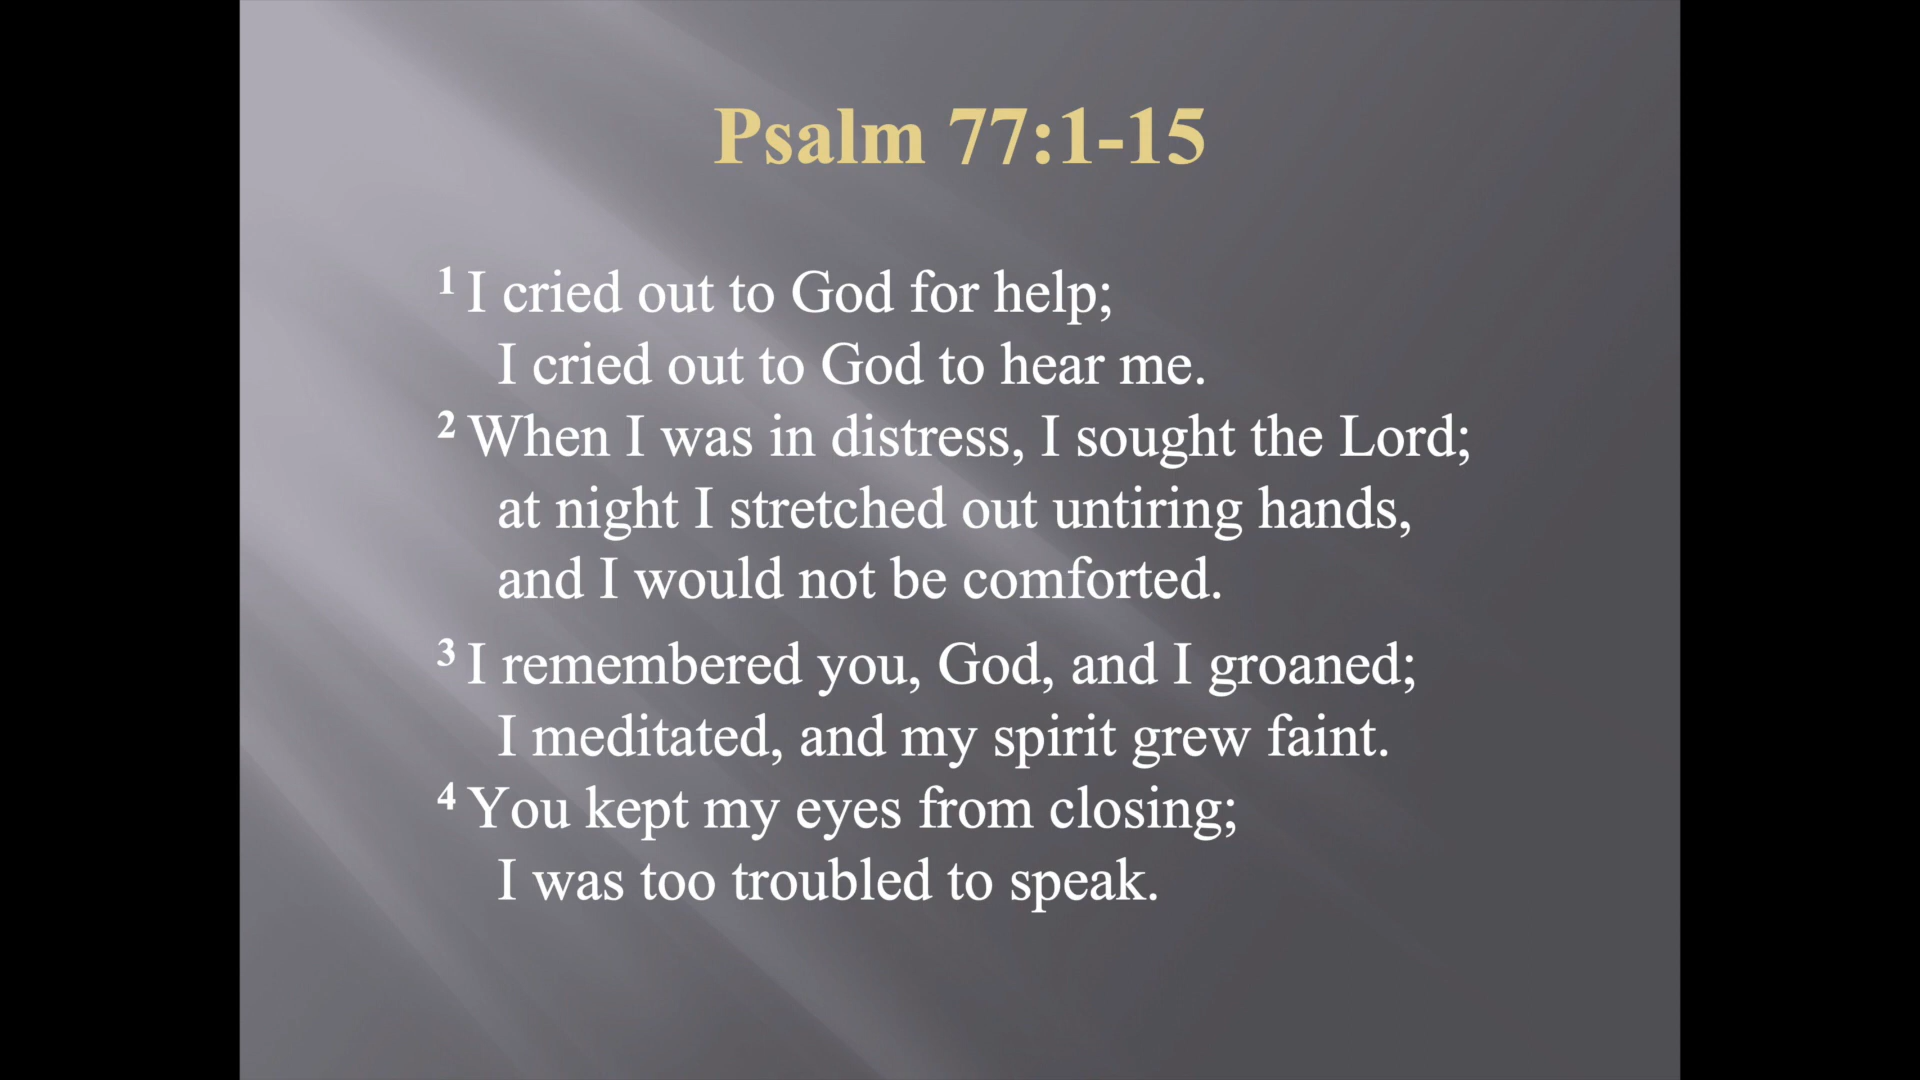 Psalm 77:1-15
1 I cried out to God for help;
I cried out to God to hear me.
2 When I was in distress, I sought the Lord;
at night I stretched out untiring hands,
and I would not be comforted.
3 I remembered you, God, and I groaned;
I meditated, and my spirit grew faint.
4 You kept my eyes from closing;
I was too troubled to speak.